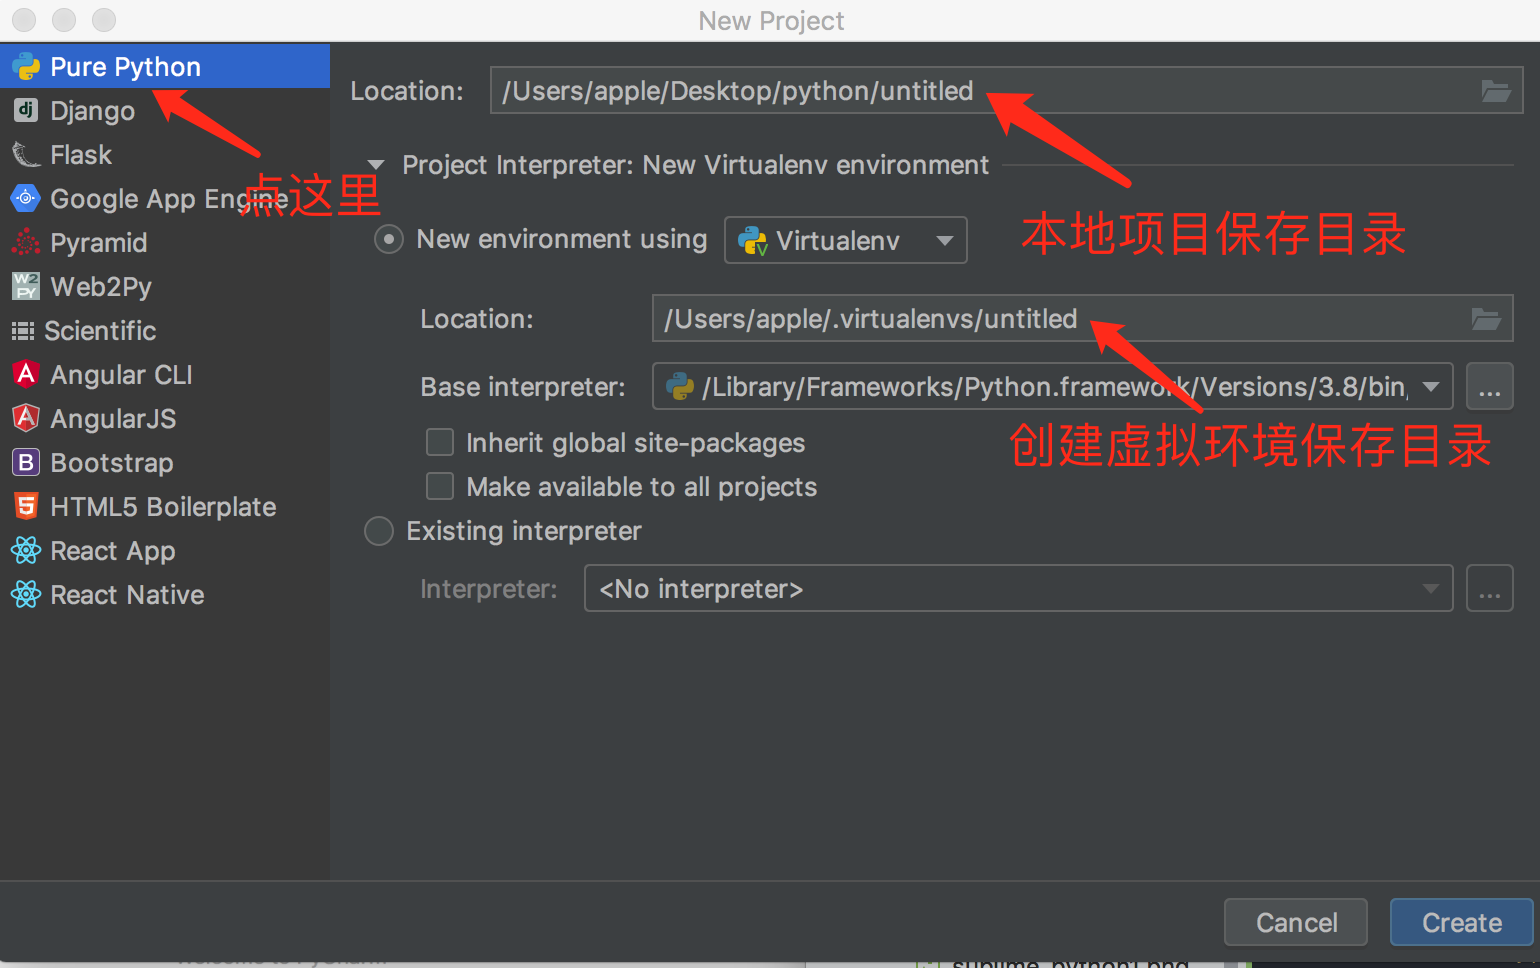 New Project
Pure Python
Django
Flask
Google App Engine
Pyramid
Web2Py
Scientific
Angular CLI
AngularJS
Bootstrap
HTML5 Boilerplate
React App
React Native
点这里
Location: /Users/apple/Desktop/python/untitled
Project Interpreter: New Virtualenv environment
本地项目保存目录
New environment using Virtualenv
Location: /Users/apple/.virtualenvs/untitled
Base interpreter: /Library/Frameworks/Python.framework/Versions/3.8/bin, ...
创建虚拟环境保存目录
Inherit global site-packages
Make available to all projects
Existing interpreter
Interpreter: <No interpreter> ...
Cancel Create